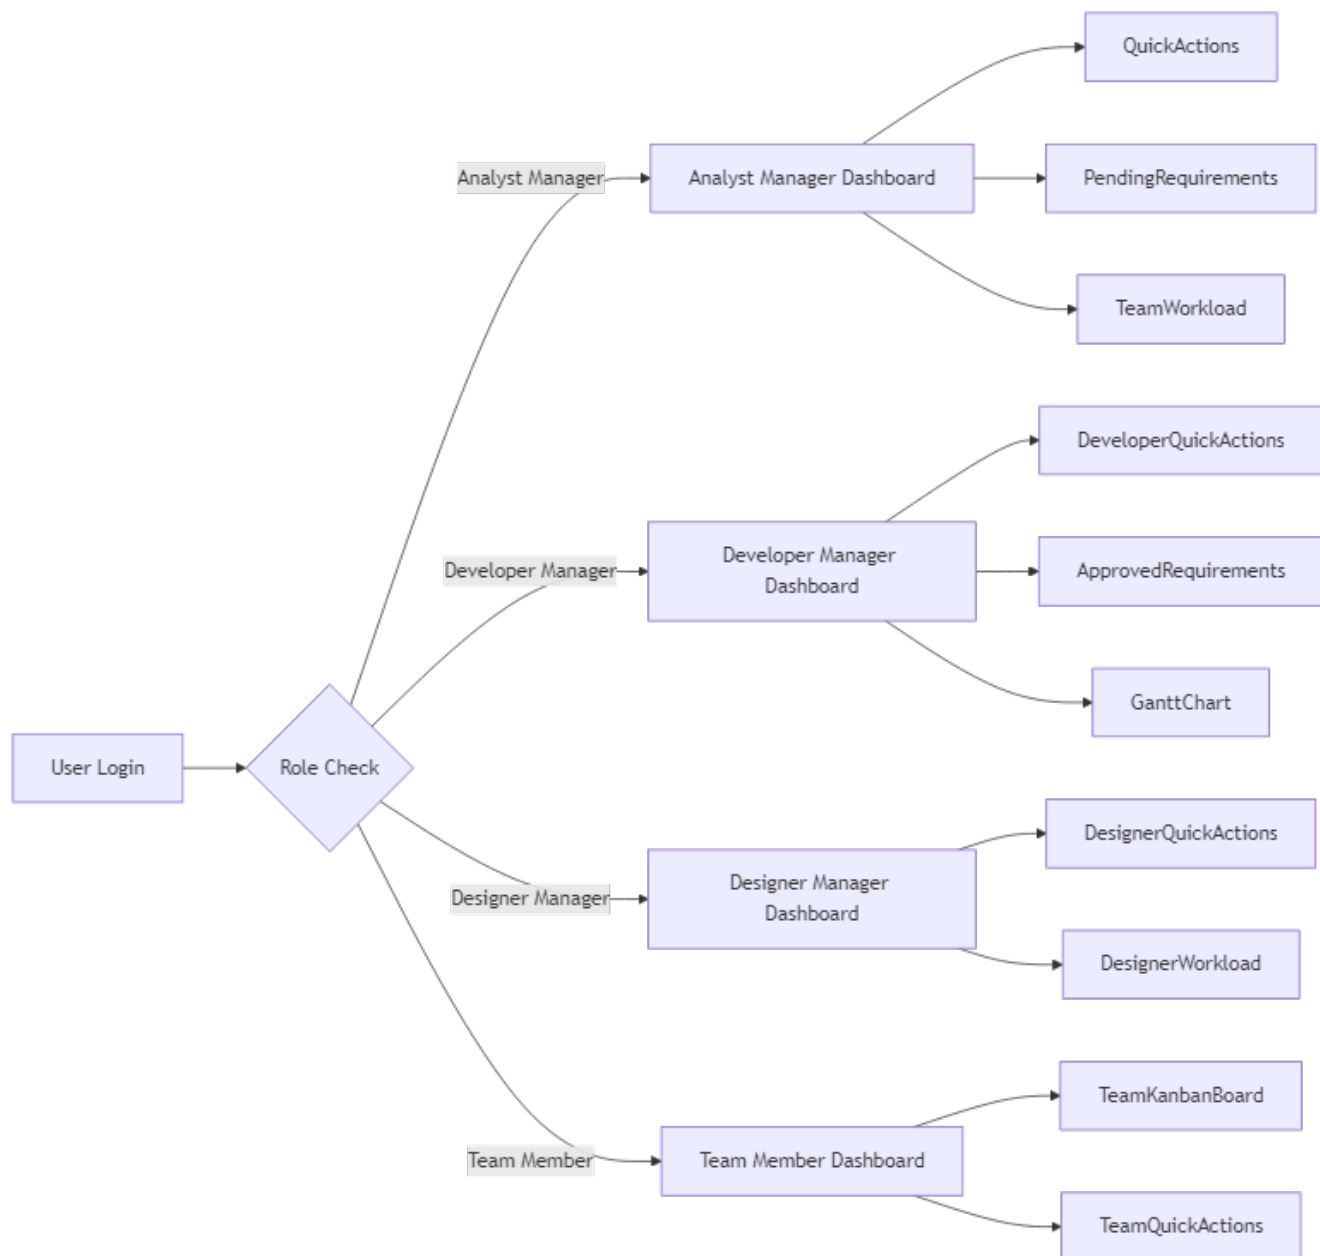 User Login
Role Check
Analyst Manager
Analyst Manager Dashboard
QuickActions
PendingRequirements
TeamWorkload
Developer Manager
Developer Manager
Dashboard
DeveloperQuickActions
ApprovedRequirements
GanttChart
Designer Manager
Designer Manager
Dashboard
DesignerQuickActions
DesignerWorkload
Team Member
Team Member Dashboard
TeamKanbanBoard
TeamQuickActions